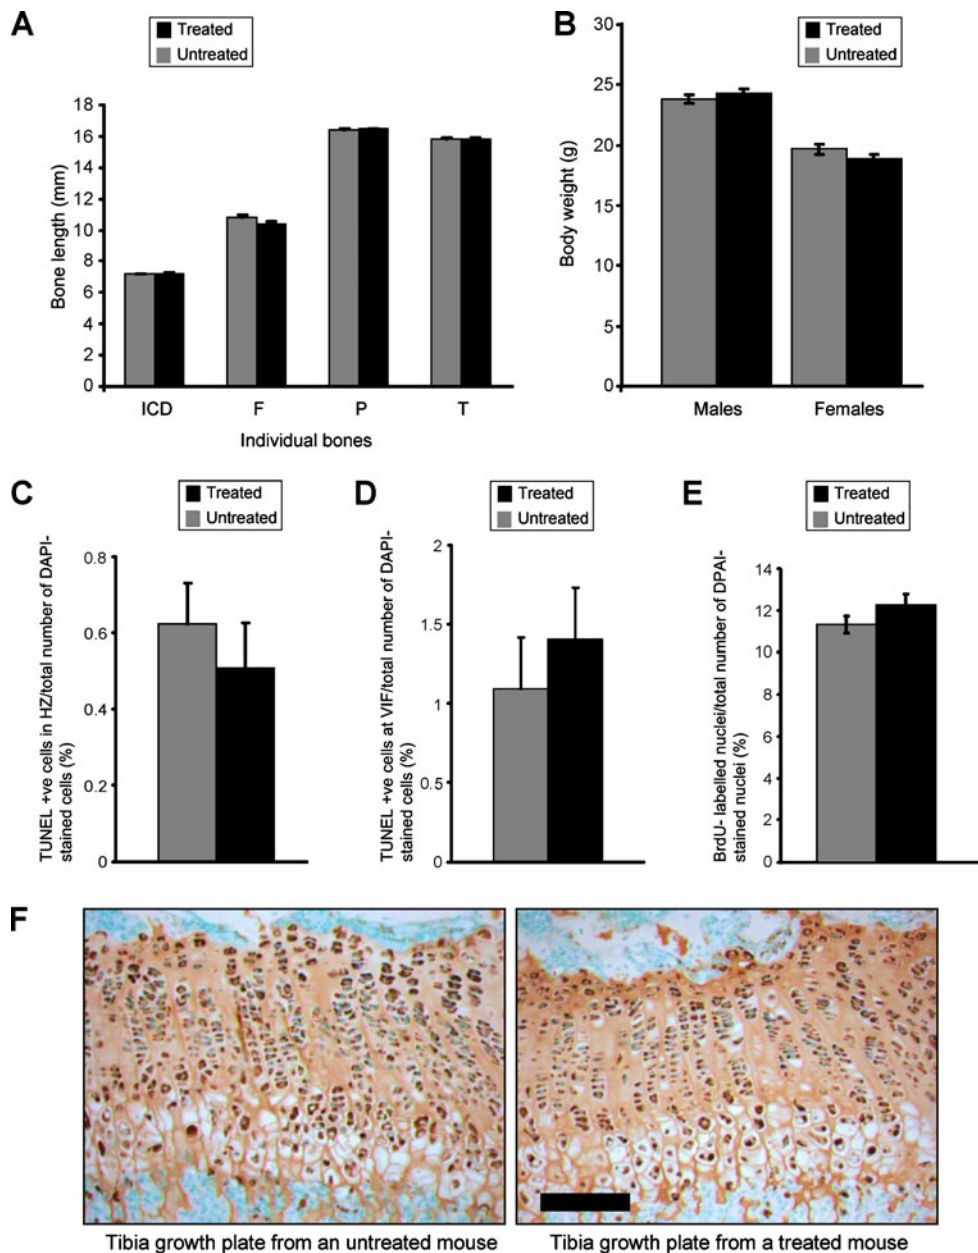 A
Treated
Untreated
Bone length (mm)
18
16
14
12
10
8
6
4
2
0
ICD F P T
Individual bones
B
Treated
Untreated
Body weight (g)
30
25
20
15
10
5
0
Males Females
C
Treated
Untreated
TUNEL +ve cells in HZ/total number of DAPI-
stained cells (%)
0.8
0.6
0.4
0.2
0
D
Treated
Untreated
TUNEL +ve cells at VIF/total number of DAPI-
stained cells (%)
2
1.5
1
0.5
0
E
Treated
Untreated
BrdU- labelled nuclei/total number of DPAI-
stained nuclei (%)
14
12
10
8
6
4
2
0
F
Tibia growth plate from an untreated mouse
Tibia growth plate from a treated mouse